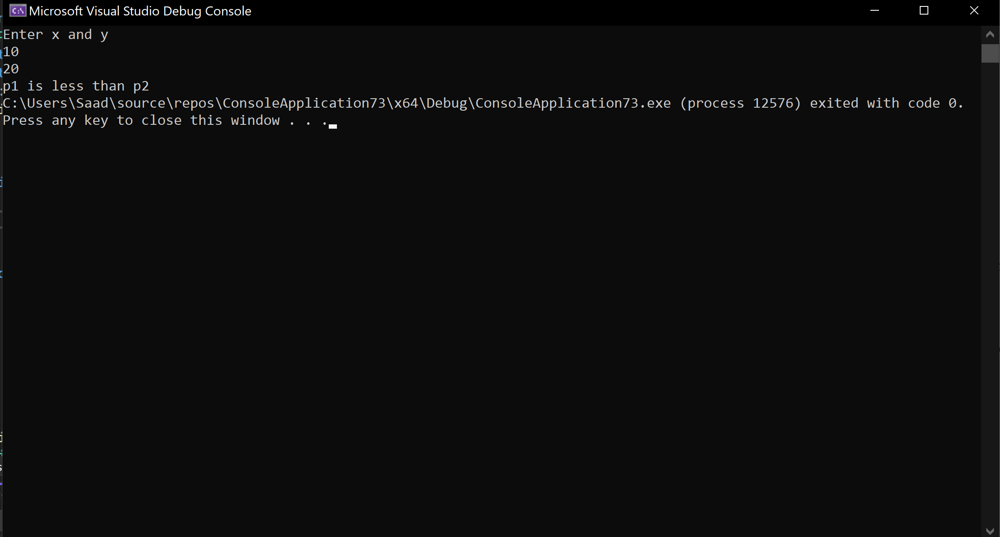 Microsoft Visual Studio Debug Console
Enter x and y
10
20
p1 is less than p2
C:\Users\Saad\source\repos\ConsoleApplication73\x64\Debug\ConsoleApplication73.exe (process 12576) exited with code 0.
Press any key to close this window . . .